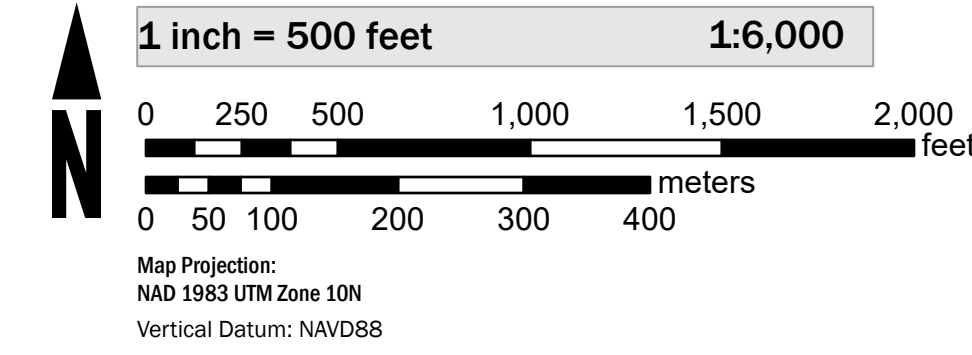 1 inch = 500 feet 1:6,000
0 250 500 1,000 1,500 2,000
feet
N
meters
0 50 100 200 300 400
Map Projection:
NAD 1983 UTM Zone 10N
Vertical Datum: NAVD88